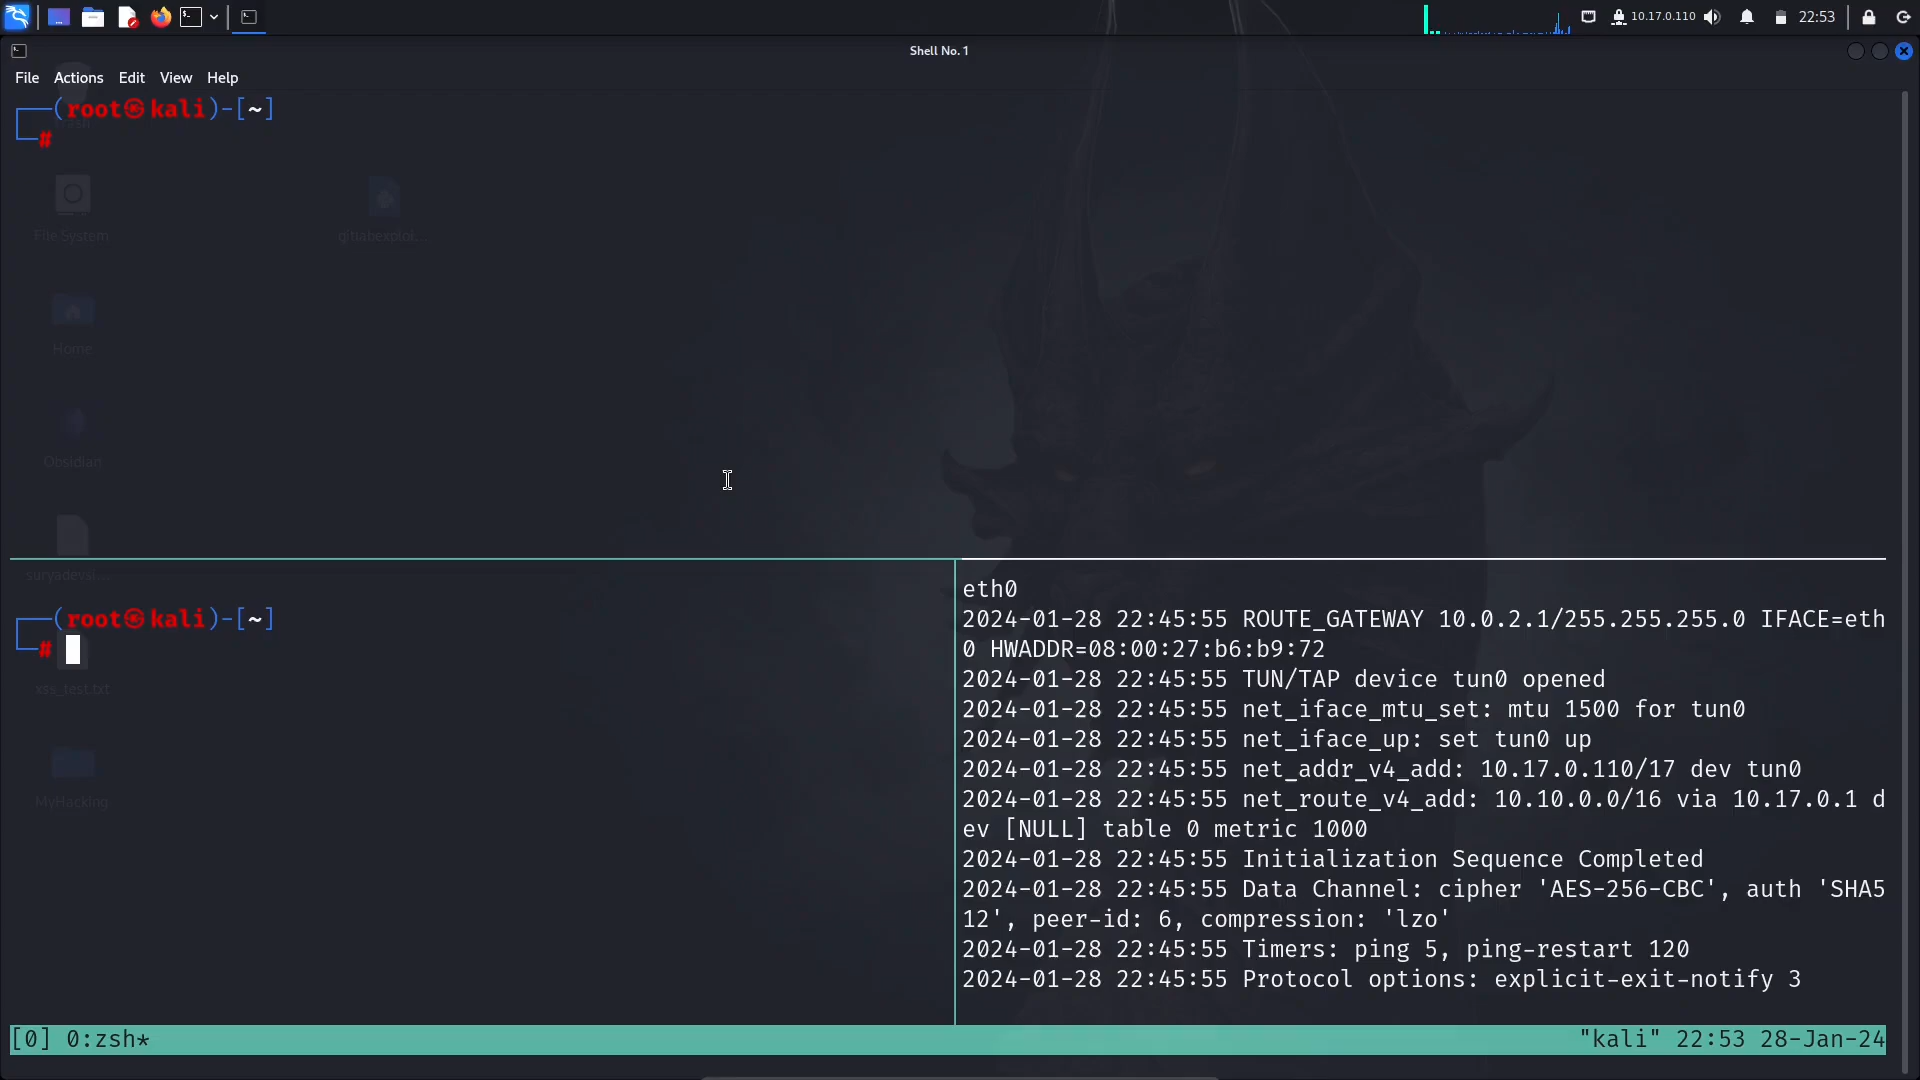 10.17.0.110
22:53
Shell No. 1
File Actions Edit View Help
┌──(root㉿kali)-[~]
└─#
Trash
File System
Home
Obsidian
suryadevsi...
┌──(root㉿kali)-[~]
└─#
xss_test.txt
MyHacking
eth0
2024-01-28 22:45:55 ROUTE_GATEWAY 10.0.2.1/255.255.255.0 IFACE=eth
0 HWADDR=08:00:27:b6:b9:72
2024-01-28 22:45:55 TUN/TAP device tun0 opened
2024-01-28 22:45:55 net_iface_mtu_set: mtu 1500 for tun0
2024-01-28 22:45:55 net_iface_up: set tun0 up
2024-01-28 22:45:55 net_addr_v4_add: 10.17.0.110/17 dev tun0
2024-01-28 22:45:55 net_route_v4_add: 10.10.0.0/16 via 10.17.0.1 d
ev [NULL] table 0 metric 1000
2024-01-28 22:45:55 Initialization Sequence Completed
2024-01-28 22:45:55 Data Channel: cipher 'AES-256-CBC', auth 'SHA5
12', peer-id: 6, compression: 'lzo'
2024-01-28 22:45:55 Timers: ping 5, ping-restart 120
2024-01-28 22:45:55 Protocol options: explicit-exit-notify 3
[0] 0:zsh*
"kali" 22:53 28-Jan-24